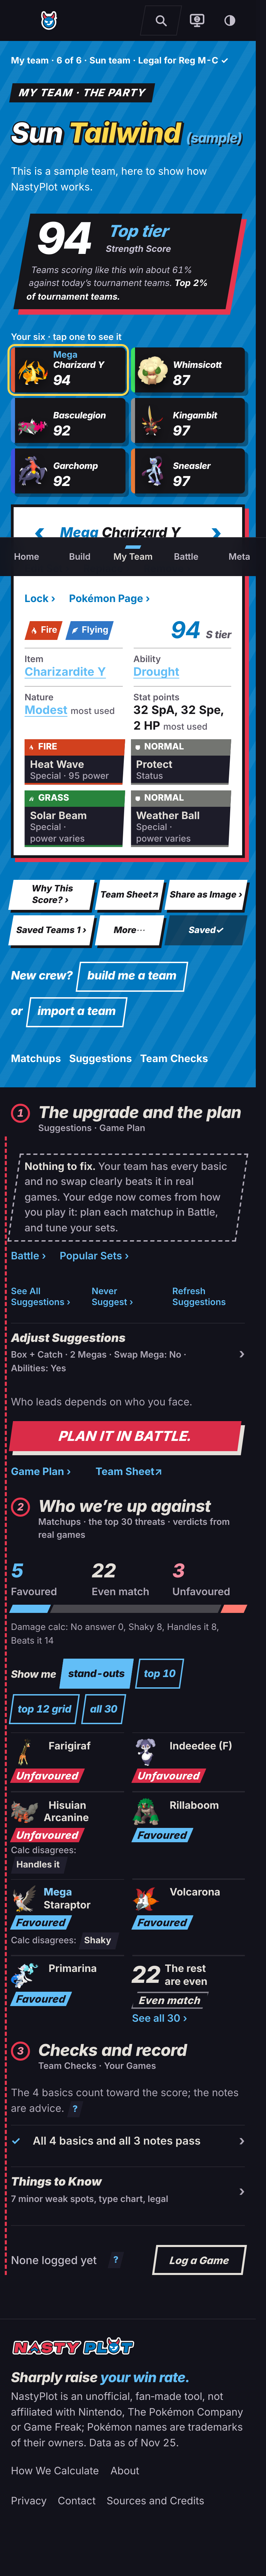 My team · 6 of 6 · Sun team · Legal for Reg M-C ✓
MY TEAM · THE PARTY
Sun Tailwind (sample)
This is a sample team, here to show how
NastyPlot works.
94 Top tier
Strength Score
Teams scoring like this win about 61%
against today's tournament teams. Top 2%
of tournament teams.
Your six · tap one to see it
Mega
Charizard Y
94
Whimsicott
87
Basculegion
92
Kingambit
97
Garchomp
92
Sneasler
97
‹ Mega Charizard Y ›
Home Build My Team Battle Meta
Lock › Pokémon Page ›
Fire Flying 94 S tier
Item
Charizardite Y
Ability
Drought
Nature
Modest most used
Stat points
32 SpA, 32 Spe,
2 HP most used
FIRE
Heat Wave
Special · 95 power
NORMAL
Protect
Status
GRASS
Solar Beam
Special ·
power varies
NORMAL
Weather Ball
Special ·
power varies
Why This
Score? ›
Team Sheet↗
Share as Image ›
Saved Teams 1 ›
More···
Saved✓
New crew? build me a team
or import a team
Matchups Suggestions Team Checks
1 The upgrade and the plan
Suggestions · Game Plan
Nothing to fix. Your team has every basic
and no swap clearly beats it in real
games. Your edge now comes from how
you play it: plan each matchup in Battle,
and tune your sets.
Battle › Popular Sets ›
See All
Suggestions ›
Never
Suggest ›
Refresh
Suggestions
Adjust Suggestions
Box + Catch · 2 Megas · Swap Mega: No ·
Abilities: Yes
›
Who leads depends on who you face.
PLAN IT IN BATTLE.
Game Plan › Team Sheet↗
2 Who we're up against
Matchups · the top 30 threats · verdicts from
real games
5
Favoured
22
Even match
3
Unfavoured
Damage calc: No answer 0, Shaky 8, Handles it 8,
Beats it 14
Show me stand-outs top 10
top 12 grid all 30
Farigiraf
Unfavoured
Indeedee (F)
Unfavoured
Hisuian
Arcanine
Unfavoured
Calc disagrees:
Handles it
Rillaboom
Favoured
Mega
Staraptor
Favoured
Calc disagrees: Shaky
Volcarona
Favoured
Primarina
Favoured
22 The rest
are even
Even match
See all 30 ›
3 Checks and record
Team Checks · Your Games
The 4 basics count toward the score; the notes
are advice. ?
✓ All 4 basics and all 3 notes pass ›
Things to Know
7 minor weak spots, type chart, legal
›
None logged yet ? Log a Game
NASTY PLOT
Sharply raise your win rate.
NastyPlot is an unofficial, fan-made tool, not
affiliated with Nintendo, The Pokémon Company
or Game Freak; Pokémon names are trademarks
of their owners. Data as of Nov 25.
How We Calculate About
Privacy Contact Sources and Credits